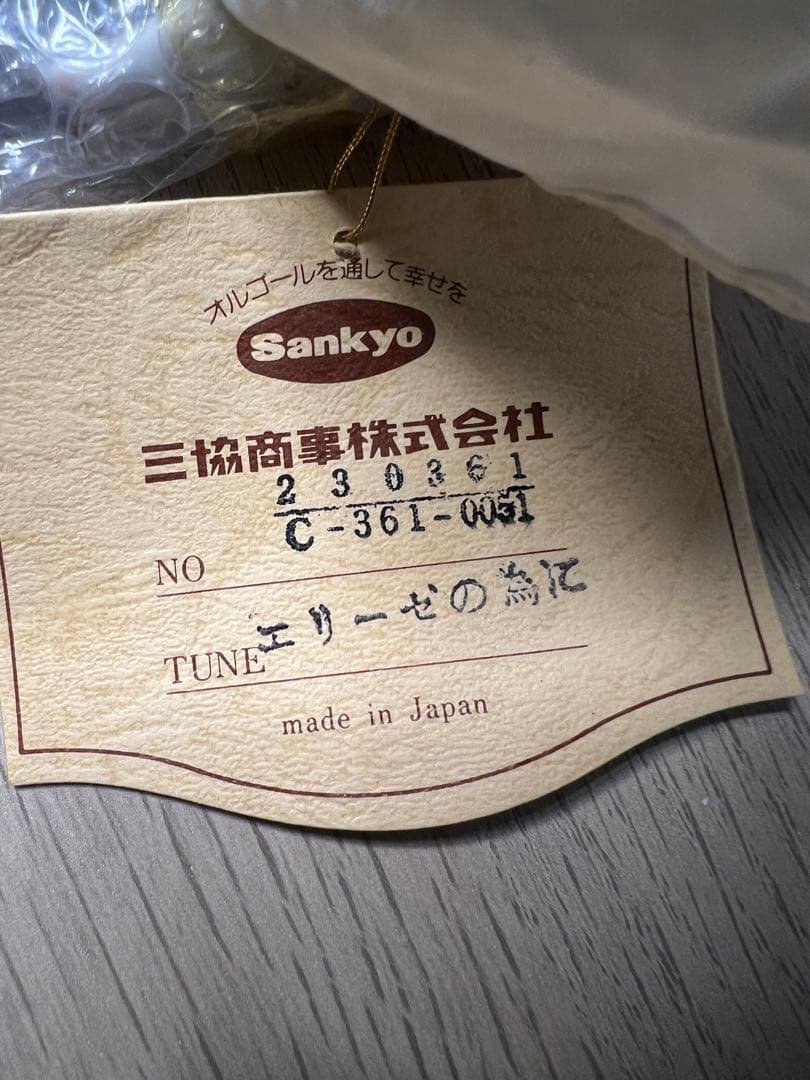 オルゴールを通して幸せを
Sankyo
三協商事株式会社
230361
C-361-0051
NO
TUNE エリーゼの為に
made in Japan